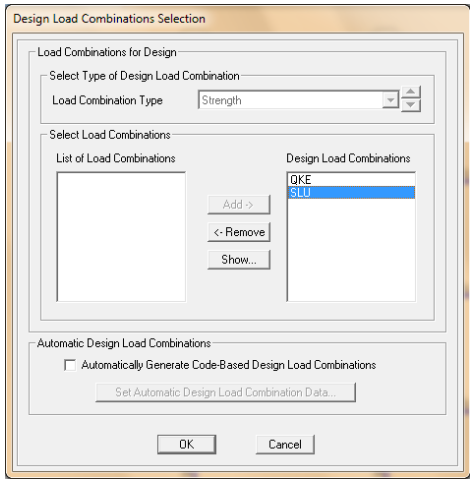 Design Load Combinations Selection
Load Combinations for Design
Select Type of Design Load Combination
Load Combination Type
Strength
Select Load Combinations
List of Load Combinations
Design Load Combinations
QKE
SLU
Add ->
<- Remove
Show...
Automatic Design Load Combinations
Automatically Generate Code-Based Design Load Combinations
Set Automatic Design Load Combination Data...
OK
Cancel